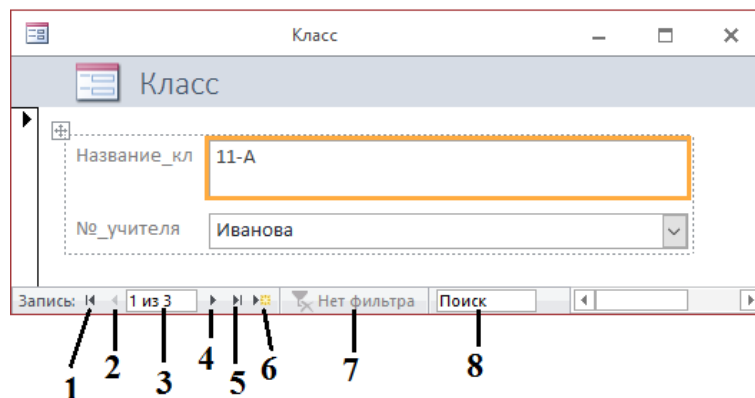 Класс
Класс
Название_кл 11-А
№_учителя Иванова
Запись: 1 из 3 Нет фильтра Поиск
1 2 3 4 5 6 7 8